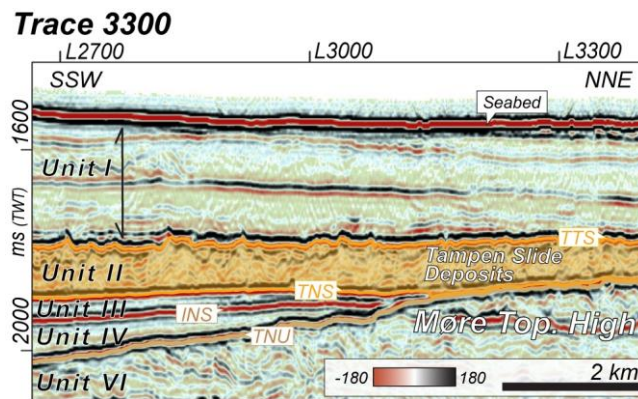 Trace 3300
L2700 L3000 L3300
SSW NNE
Seabed
1600
Unit I
ms (TWT)
TTS
Tampen Slide
Deposits
Unit II
TNS
Unit III
INS
Møre Top. High
2000
Unit IV
TNU
Unit VI
-180 180 2 km